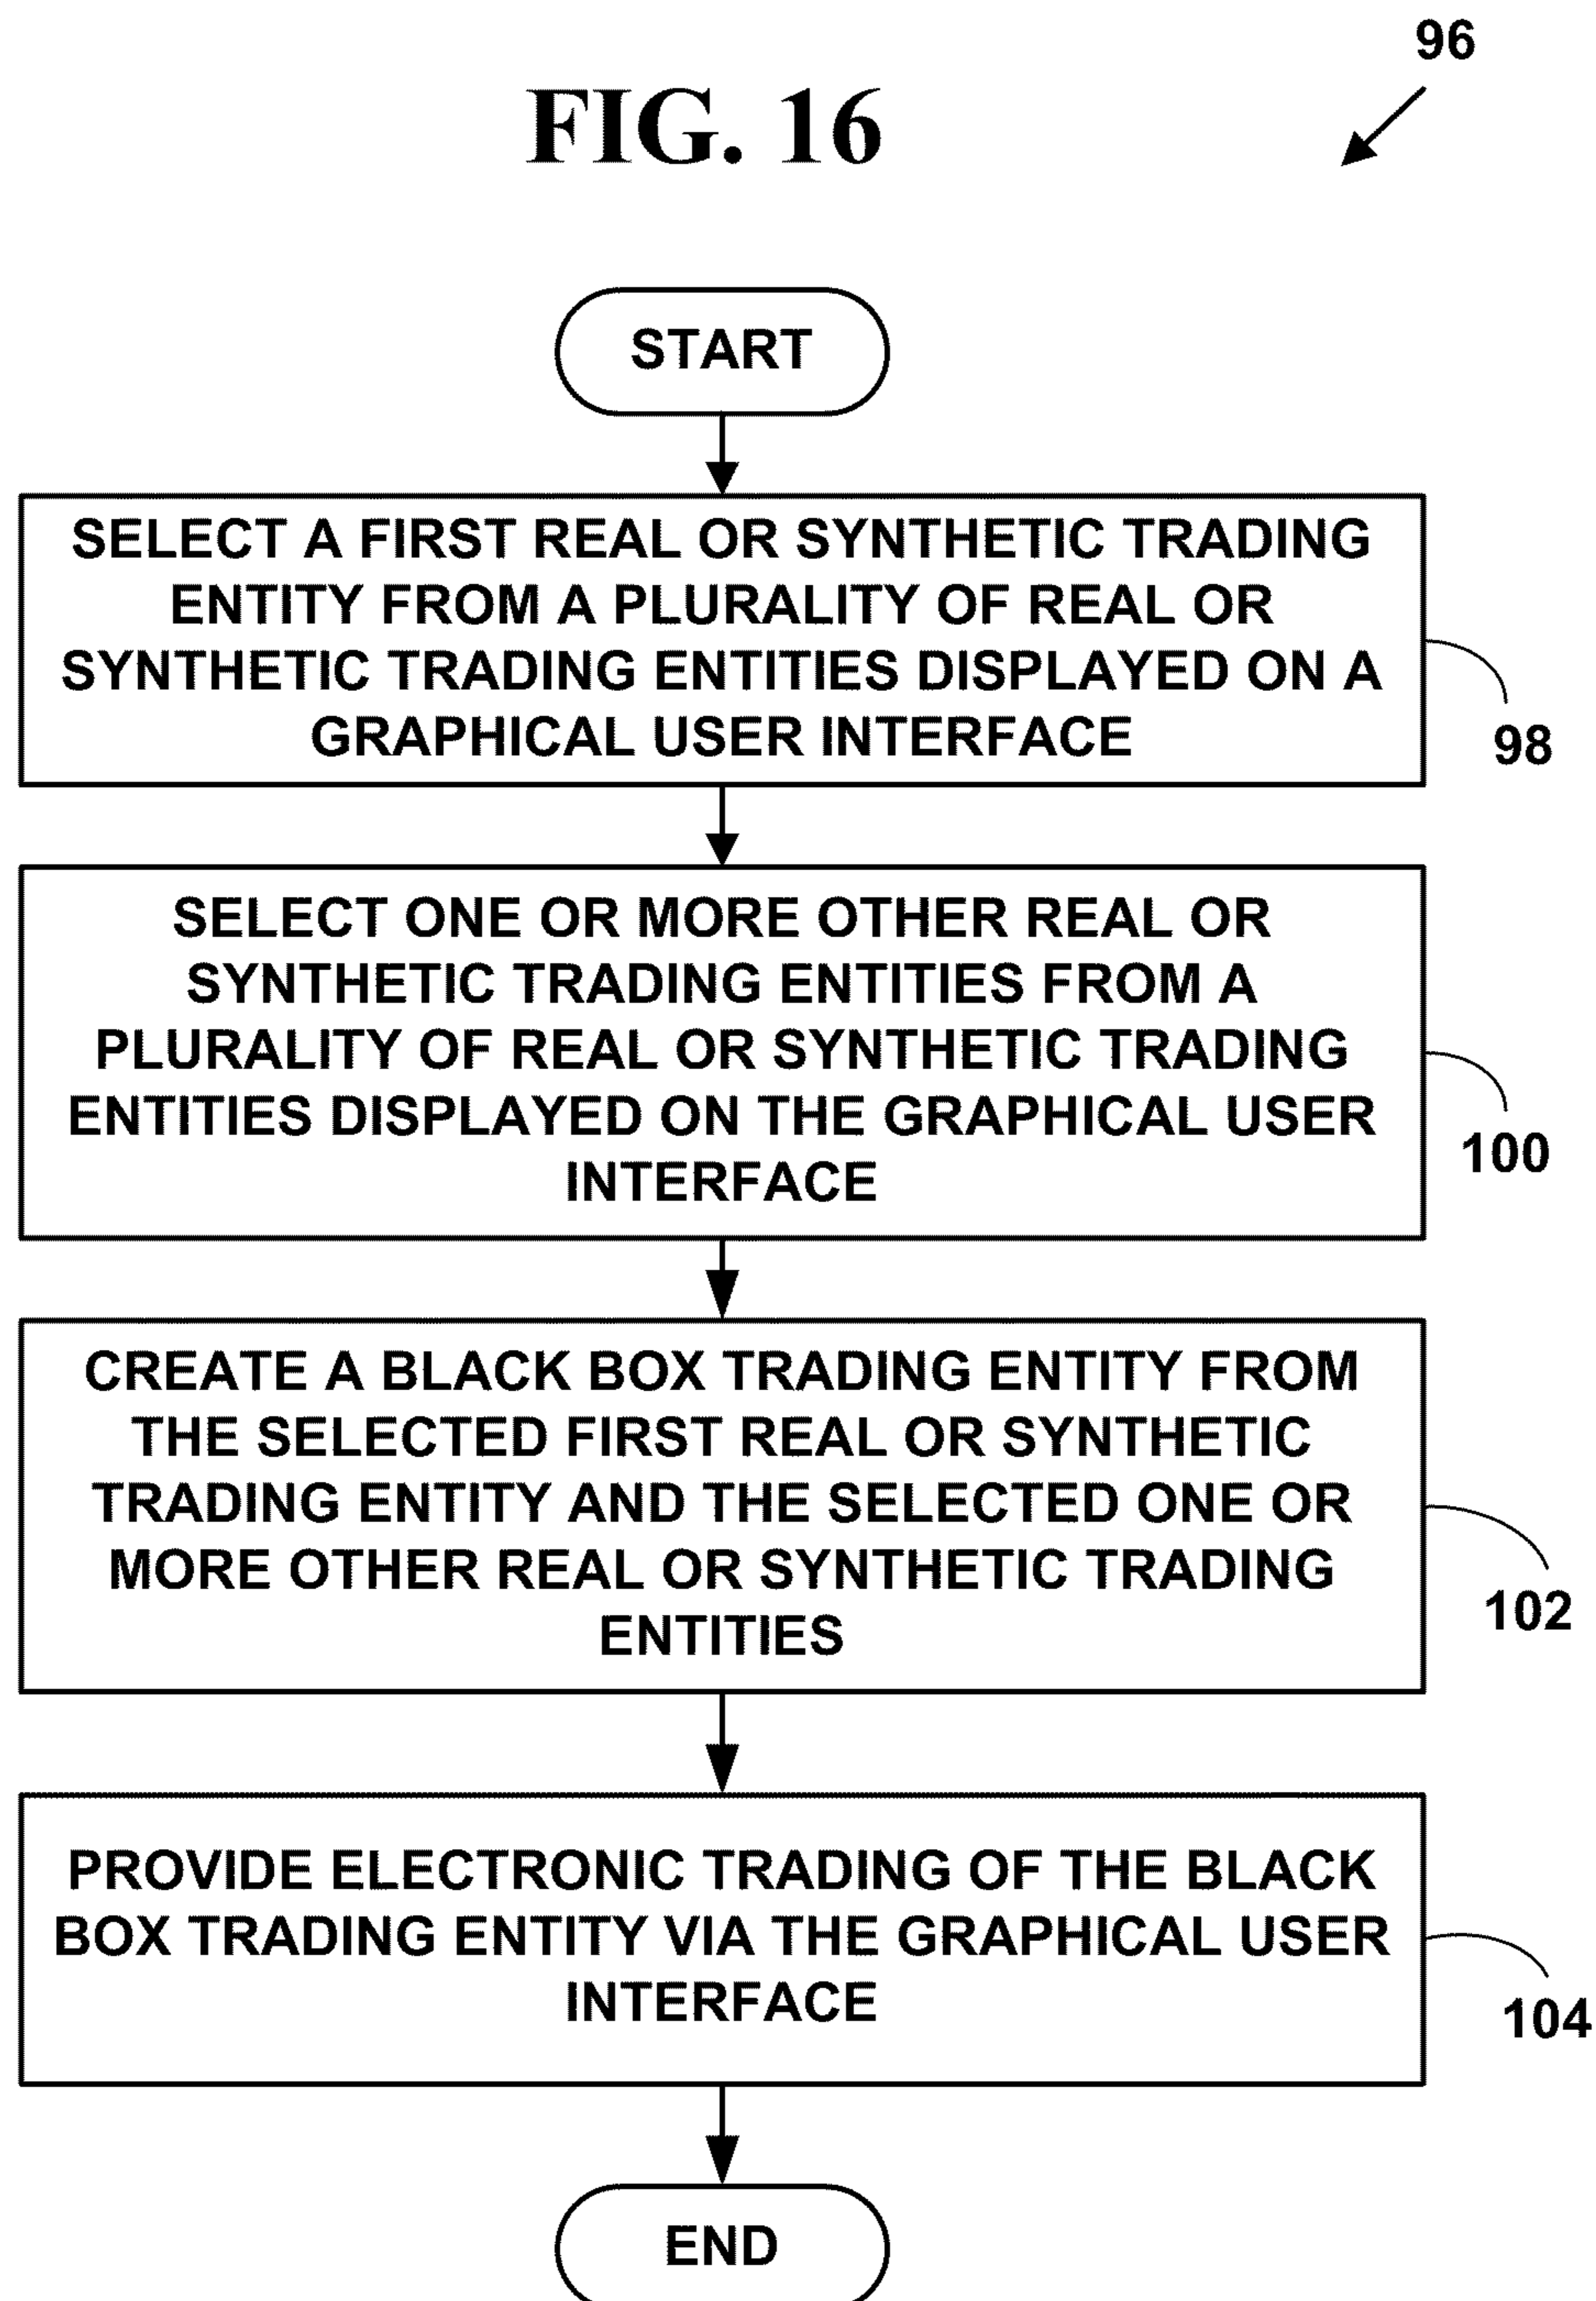 96
FIG. 16
START
SELECT A FIRST REAL OR SYNTHETIC TRADING
ENTITY FROM A PLURALITY OF REAL OR
SYNTHETIC TRADING ENTITIES DISPLAYED ON A
GRAPHICAL USER INTERFACE
98
SELECT ONE OR MORE OTHER REAL OR
SYNTHETIC TRADING ENTITIES FROM A
PLURALITY OF REAL OR SYNTHETIC TRADING
ENTITIES DISPLAYED ON THE GRAPHICAL USER
INTERFACE
100
CREATE A BLACK BOX TRADING ENTITY FROM
THE SELECTED FIRST REAL OR SYNTHETIC
TRADING ENTITY AND THE SELECTED ONE OR
MORE OTHER REAL OR SYNTHETIC TRADING
ENTITIES
102
PROVIDE ELECTRONIC TRADING OF THE BLACK
BOX TRADING ENTITY VIA THE GRAPHICAL USER
INTERFACE
104
END